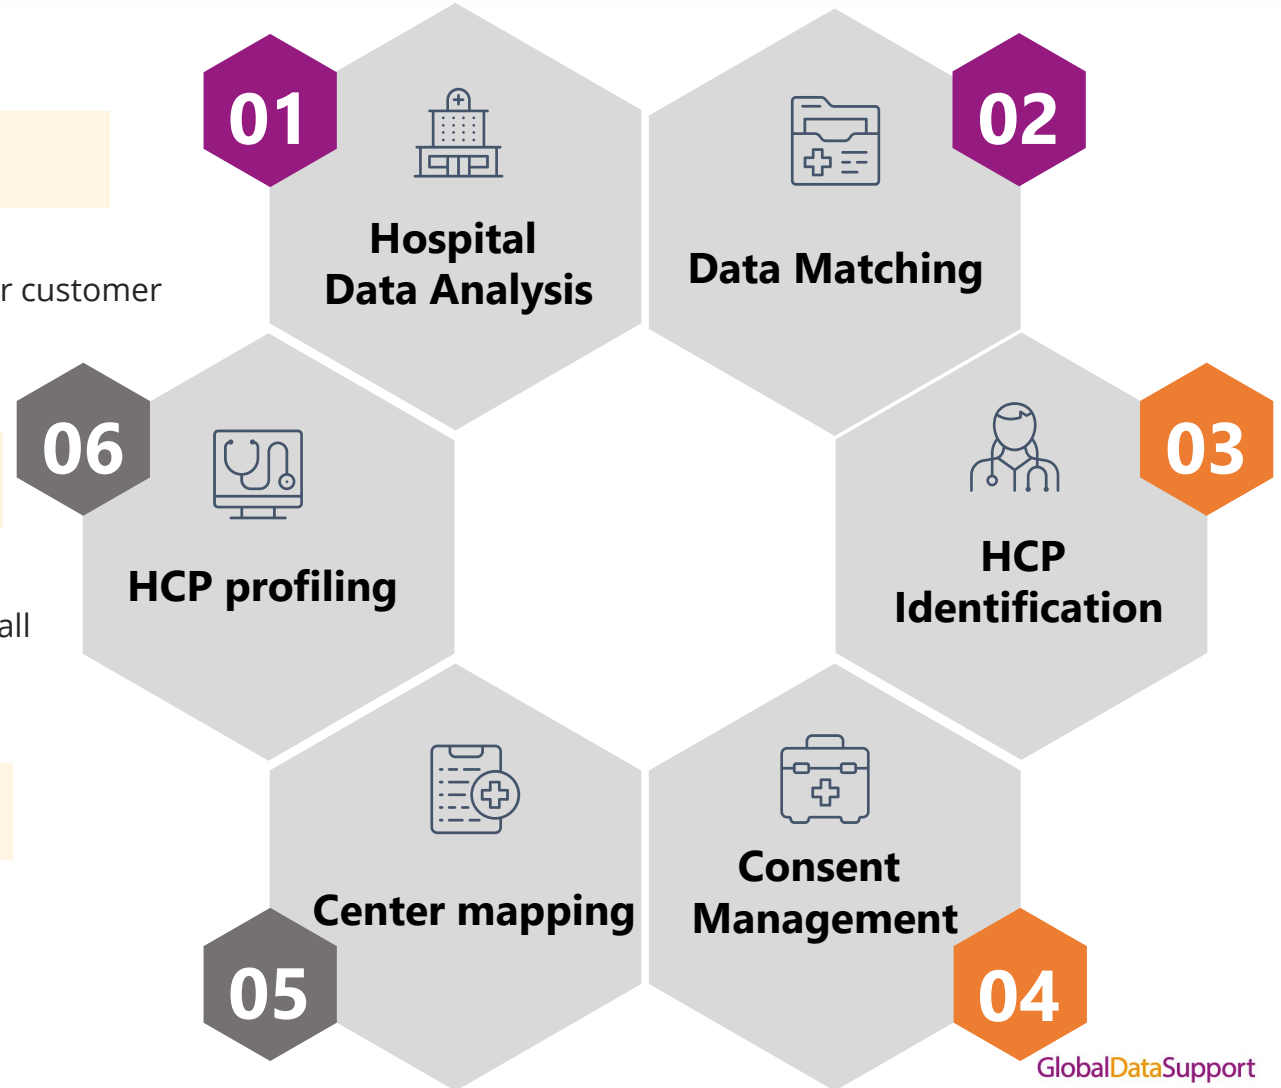 01
Hospital
Data Analysis
02
Data Matching
r customer
06
HCP profiling
03
HCP
Identification
all
Center mapping
05
Consent
Management
04
GlobalDataSupport